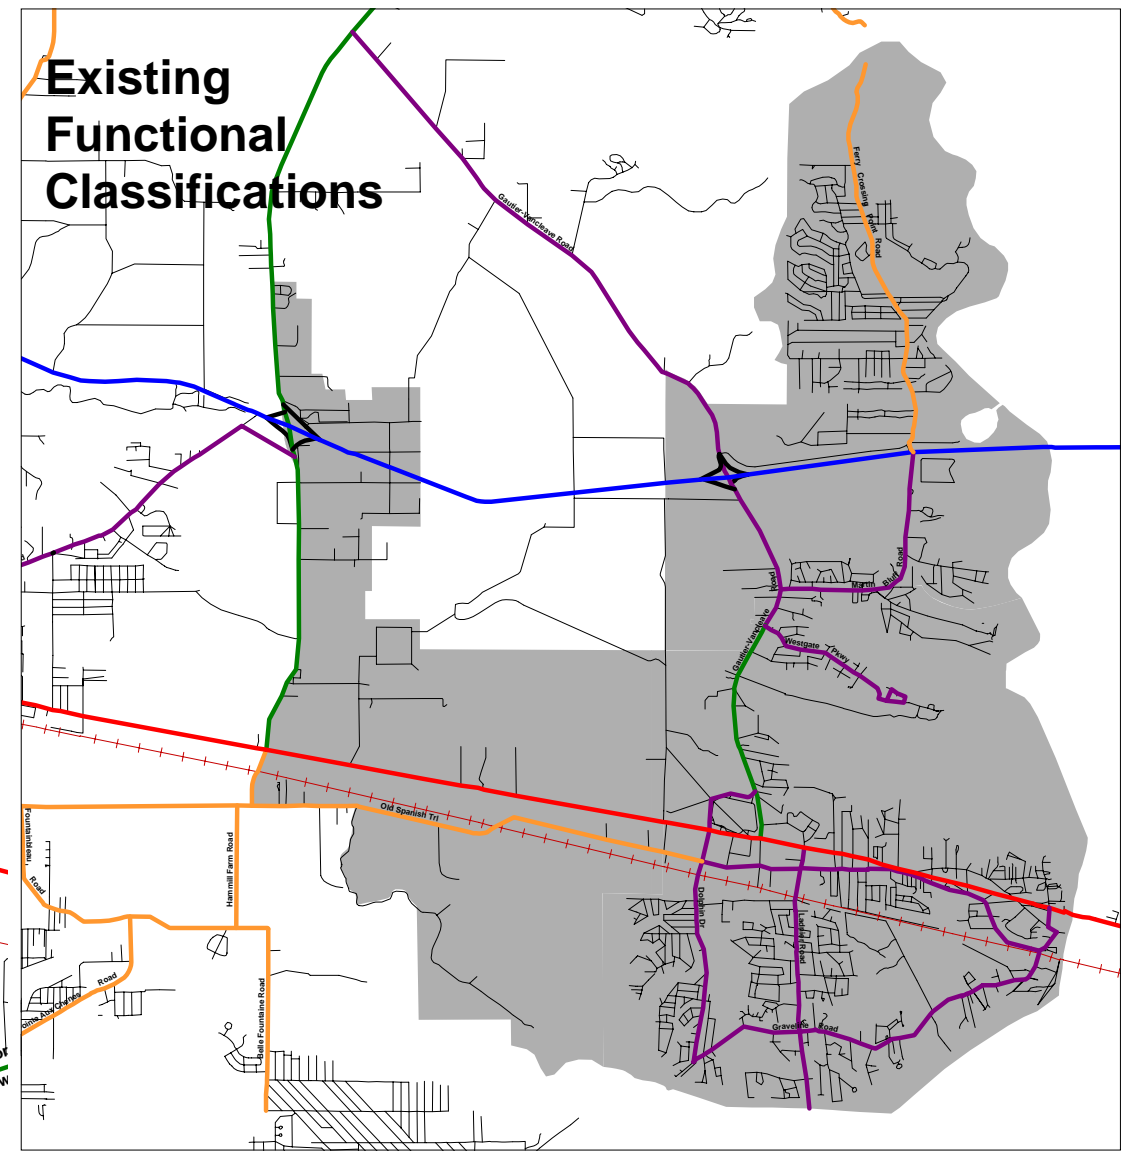 Existing
Functional
Classifications
Ferry Crossing Point Road
Gautier-Vancleave Road
Martin Bluff Road
Gautier-Vancleave Road
Westgate Pkwy
Old Spanish Trl
Fountainbleau Road
Hammill Farm Road
Dolphin Dr
Ladnier Road
Belle Fountaine Road
Graveline Road
ointe Aux Chenes Road
or
w